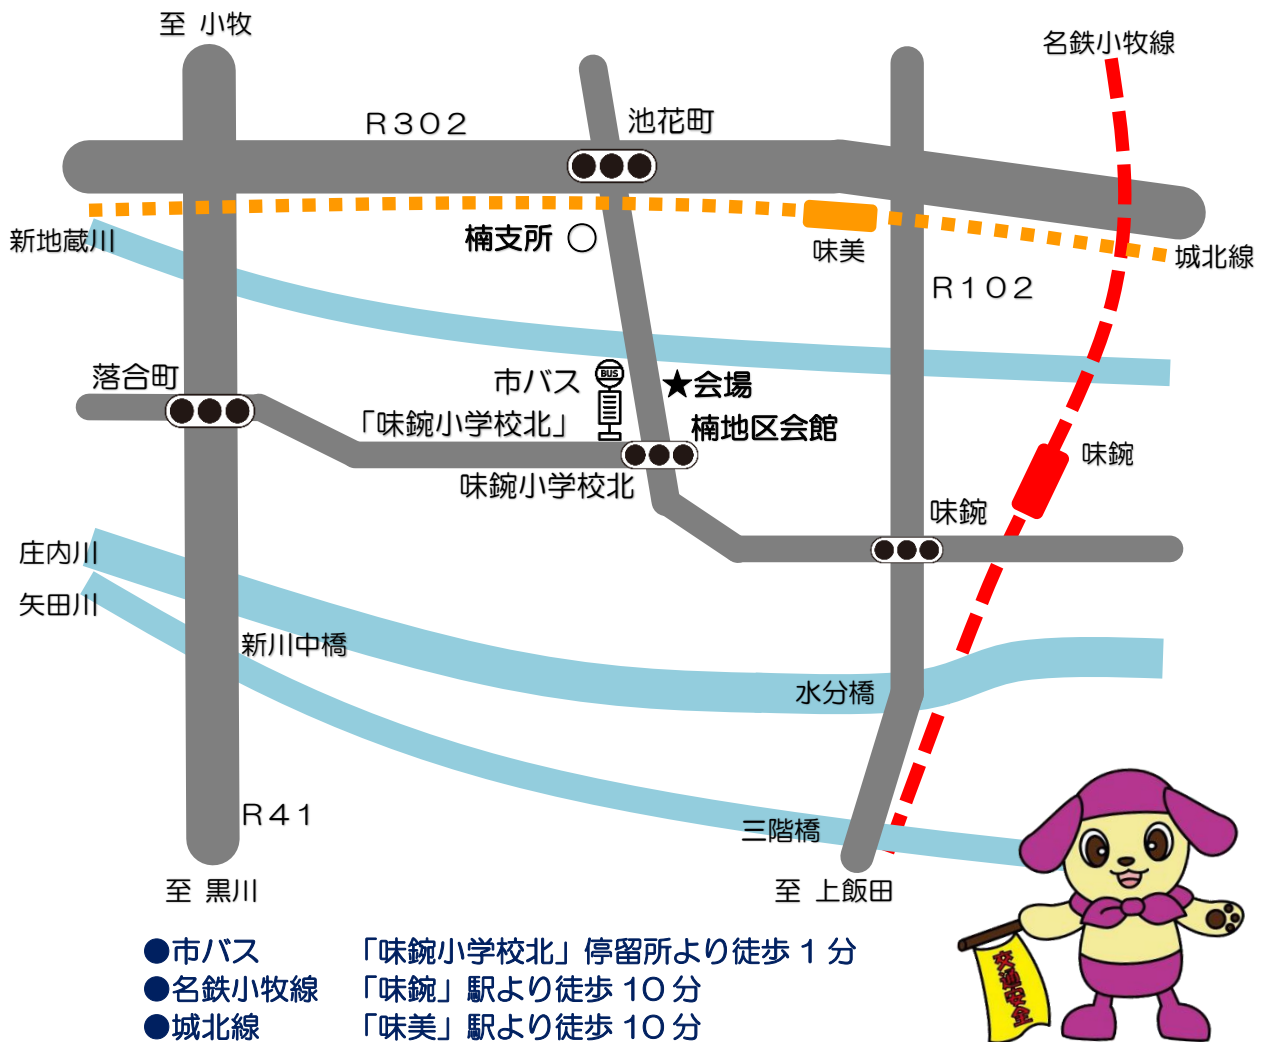 至 小牧
名鉄小牧線
R302
池花町
新地蔵川
楠支所 ○
味美
城北線
R102
落合町
市バス
BUS
★会場
「味鋺小学校北」
楠地区会館
味鋺
味鋺小学校北
味鋺
庄内川
矢田川
新川中橋
水分橋
R41
三階橋
至 黒川
至 上飯田
●市バス 「味鋺小学校北」停留所より徒歩1分
●名鉄小牧線 「味鋺」駅より徒歩10分
●城北線 「味美」駅より徒歩10分
交通安全